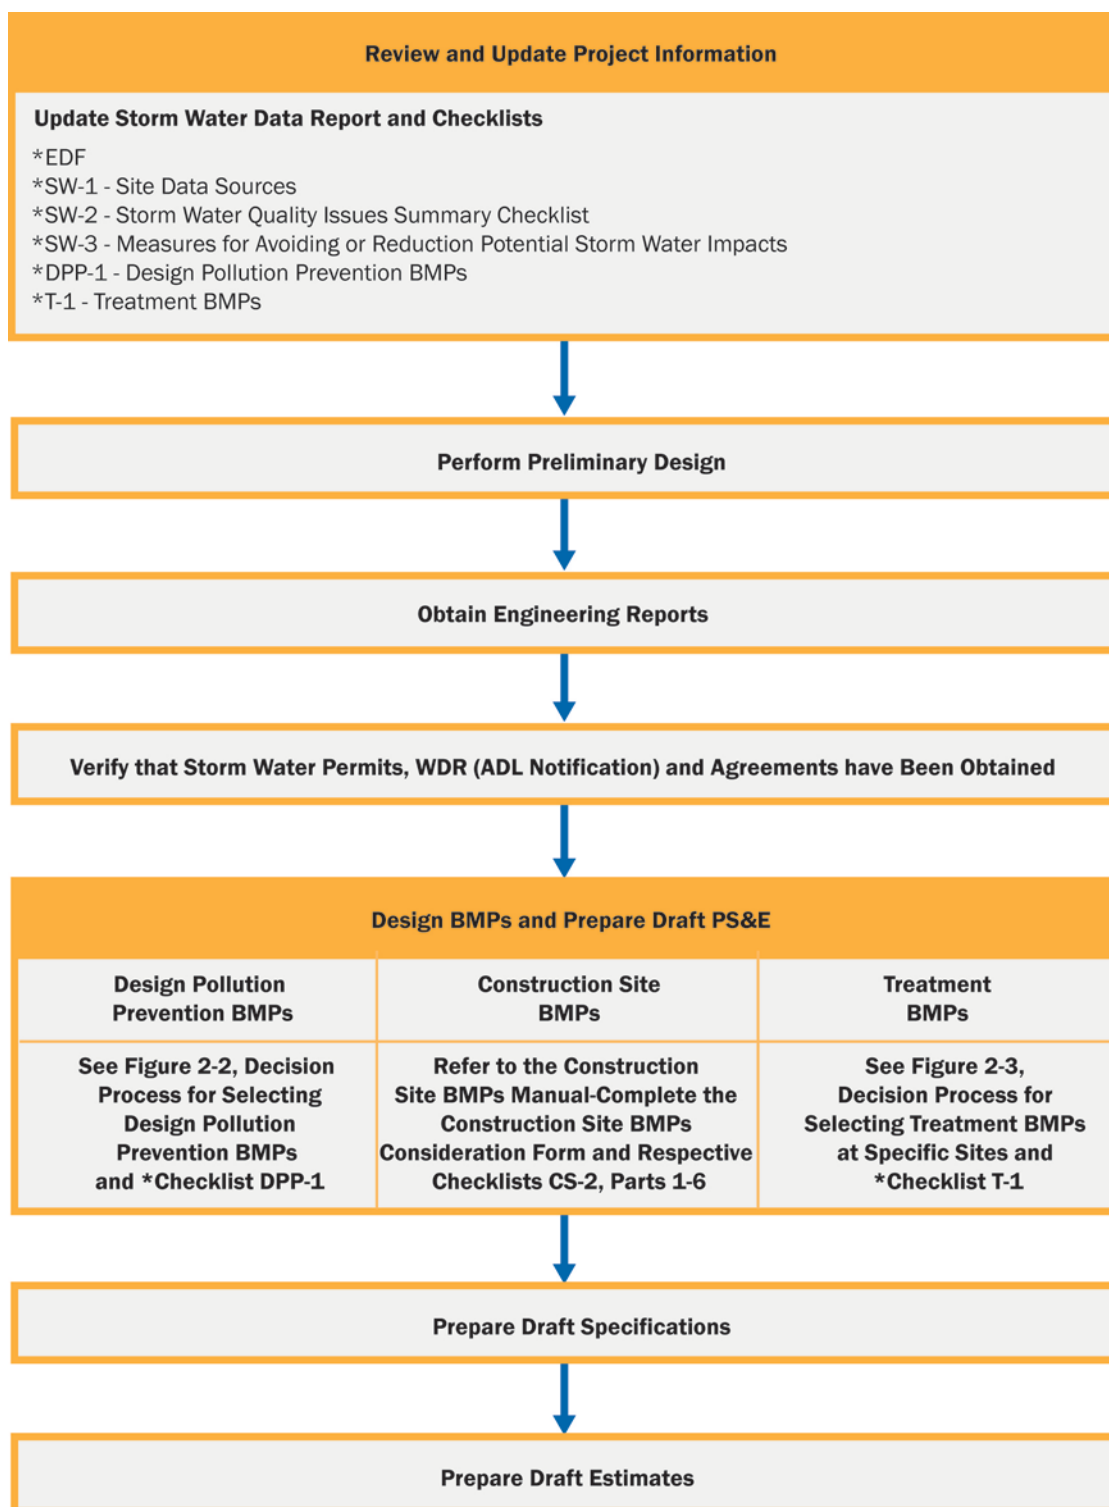 Review and Update Project Information
Update Storm Water Data Report and Checklists
*EDF
*SW-1 - Site Data Sources
*SW-2 - Storm Water Quality Issues Summary Checklist
*SW-3 - Measures for Avoiding or Reduction Potential Storm Water Impacts
*DPP-1 - Design Pollution Prevention BMPs
*T-1 - Treatment BMPs
Perform Preliminary Design
Obtain Engineering Reports
Verify that Storm Water Permits, WDR (ADL Notification) and Agreements have Been Obtained
Design BMPs and Prepare Draft PS&E
Design Pollution
Prevention BMPs
See Figure 2-2, Decision
Process for Selecting
Design Pollution
Prevention BMPs
and *Checklist DPP-1
Construction Site
BMPs
Refer to the Construction
Site BMPs Manual-Complete the
Construction Site BMPs
Consideration Form and Respective
Checklists CS-2, Parts 1-6
Treatment
BMPs
See Figure 2-3,
Decision Process for
Selecting Treatment BMPs
at Specific Sites and
*Checklist T-1
Prepare Draft Specifications
Prepare Draft Estimates